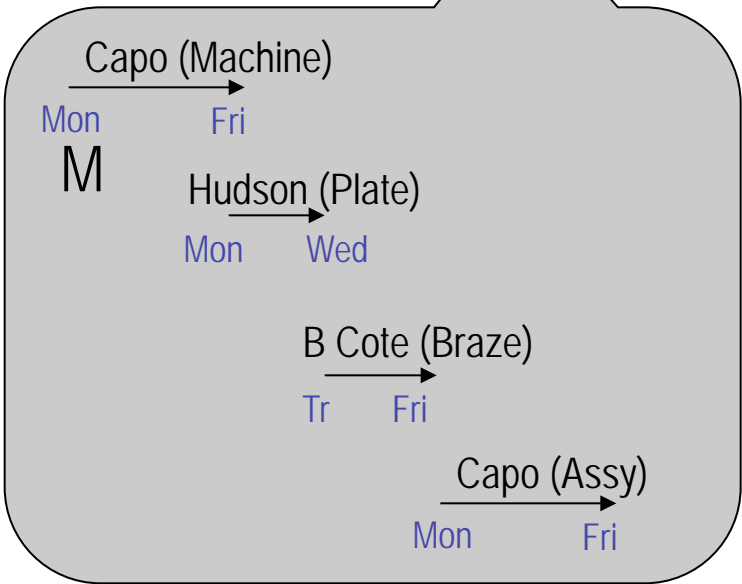 Capo (Machine)
Mon Fri
M
Hudson (Plate)
Mon Wed
B Cote (Braze)
Tr Fri
Capo (Assy)
Mon Fri